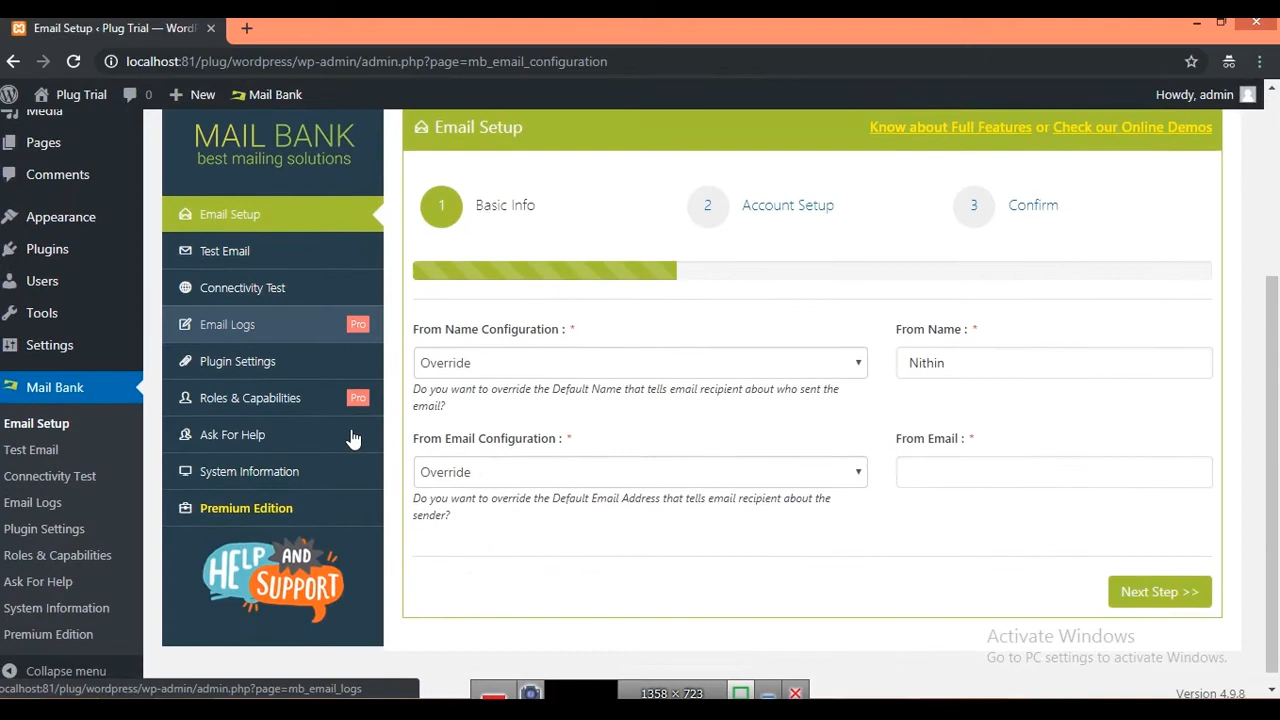 Email Setup ‹ Plug Trial — WordP
localhost:81/plug/wordpress/wp-admin/admin.php?page=mb_email_configuration
Plug Trial
0
New
Mail Bank
Howdy, admin
Media
Pages
Comments
Appearance
Plugins
Users
Tools
Settings
Mail Bank
Email Setup
Test Email
Connectivity Test
Email Logs
Plugin Settings
Roles & Capabilities
Ask For Help
System Information
Premium Edition
Collapse menu
MAIL BANK
best mailing solutions
Email Setup
Test Email
Connectivity Test
Email Logs
Pro
Plugin Settings
Roles & Capabilities
Pro
Ask For Help
System Information
Premium Edition
HELP AND
SUPPORT
Email Setup
Know about Full Features or Check our Online Demos
1 Basic Info
2 Account Setup
3 Confirm
From Name Configuration : *
Override
Do you want to override the Default Name that tells email recipient about who sent the
email?
From Name : *
Nithin
From Email Configuration : *
Override
Do you want to override the Default Email Address that tells email recipient about the
sender?
From Email : *
Next Step >>
Activate Windows
Go to PC settings to activate Windows.
Version 4.9.8
localhost:81/plug/wordpress/wp-admin/admin.php?page=mb_email_logs
1358 × 723